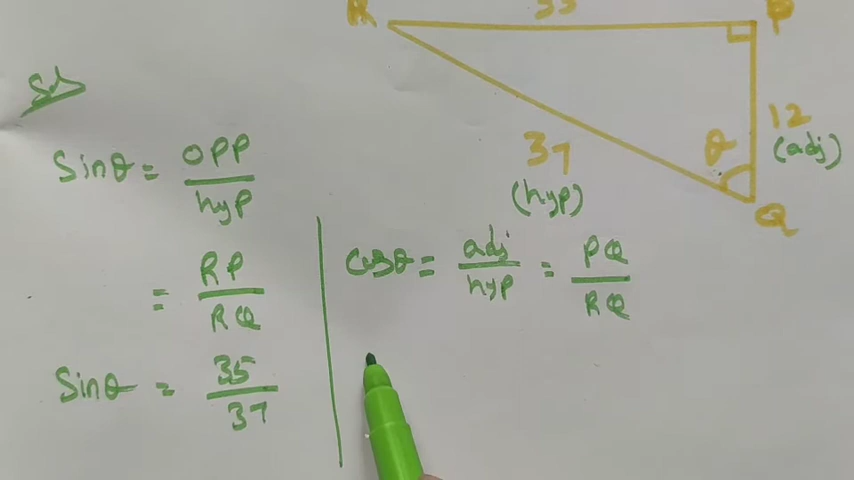 R 35 P
Sol
12
θ
(adj)
Sinθ = opp / hyp
37
(hyp)
Q
= RP / RQ
Cosθ = adj / hyp = PQ / RQ
Sinθ = 35 / 37